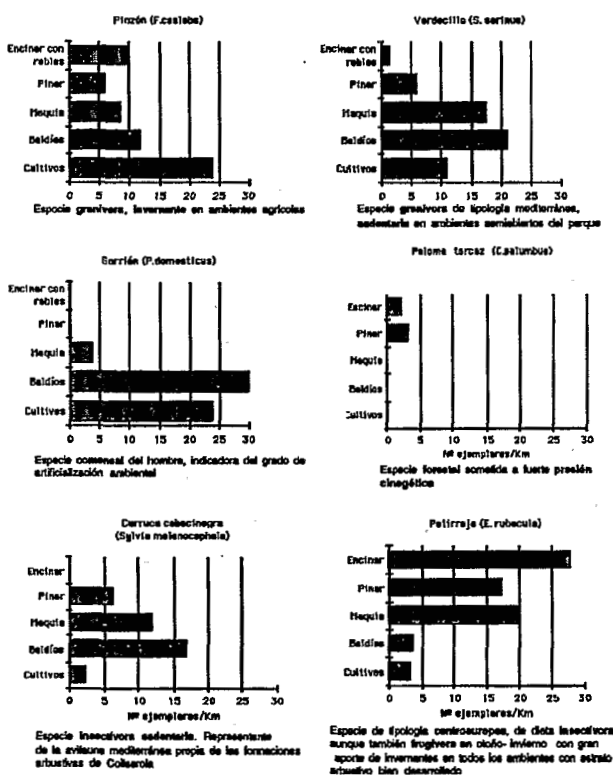 Pinzón (F.coelebs)
Encinar con
robles
Pinar
Maquia
Baldíos
Cultivos
0 5 10 15 20 25 30
Especie granívora, invernante en ambientes agrícolas
Verdecillo (S. serinus)
Encinar con
robles
Pinar
Maquia
Baldíos
Cultivos
0 5 10 15 20 25 30
Especie granívora de tipología mediterránea,
sedentaria en ambientes semiabiertos del parque
Gorrión (P.domesticus)
Encinar con
robles
Pinar
Maquia
Baldíos
Cultivos
0 5 10 15 20 25 30
Especie comensal del hombre, indicadora del grado de
artificialización ambiental
Paloma torcaz (C.palumbus)
Encinar
Pinar
Maquia
Baldíos
Cultivos
0 5 10 15 20 25 30
Nº ejemplares/Km
Especie forestal sometida a fuerte presión
cinegética
Curruca cabecinegra
(Sylvia melanocephala)
Encinar
Pinar
Maquia
Baldíos
Cultivos
0 5 10 15 20 25 30
Nº ejemplares/Km
Especie insectívora sedentaria. Representante
de la avifauna mediterránea propia de las formaciones
arbustivas de Collserola
Petirrojo (E. rubecula)
Encinar
Pinar
Maquia
Baldíos
Cultivos
0 5 10 15 20 25 30
Nº ejemplares/Km
Especie de tipología centroeuropea, de dieta insectívora
aunque también frugívora en otoño- invierno con gran
aporte de invernantes en todos los ambientes con estrato
arbustivo bien desarrollado